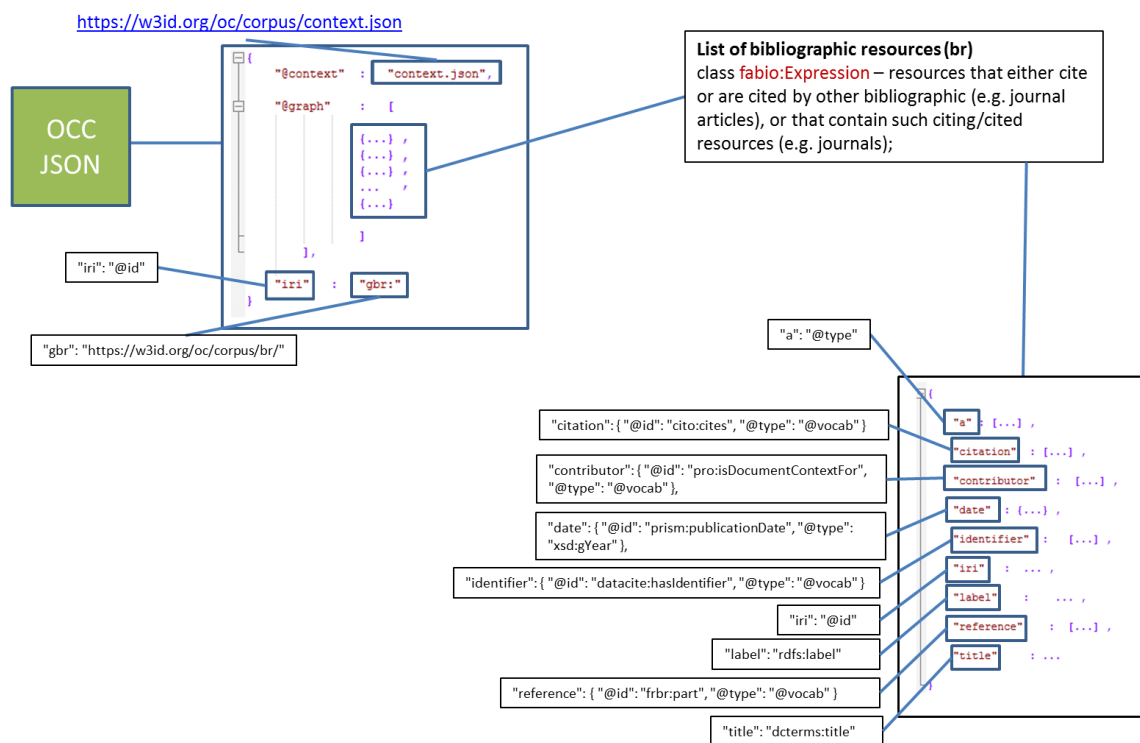 https://w3id.org/oc/corpus/context.json
OCC
JSON
{
"@context" : "context.json",
"@graph" : [
{...} ,
{...} ,
{...} ,
... ,
{...}
]
],
"iri" : "gbr:"
}
List of bibliographic resources (br)
class fabio:Expression – resources that either cite
or are cited by other bibliographic (e.g. journal
articles), or that contain such citing/cited
resources (e.g. journals);
"iri": "@id"
"gbr": "https://w3id.org/oc/corpus/br/"
"a": "@type"
"citation": { "@id": "cito:cites", "@type": "@vocab" }
"contributor": { "@id": "pro:isDocumentContextFor",
"@type": "@vocab" },
"date": { "@id": "prism:publicationDate", "@type":
"xsd:gYear" },
"identifier": { "@id": "datacite:hasIdentifier", "@type": "@vocab" }
"iri": "@id"
"label": "rdfs:label"
"reference": { "@id": "frbr:part", "@type": "@vocab" }
"title": "dcterms:title"
{
"a" : [...] ,
"citation" : [...] ,
"contributor" : [...] ,
"date" : {...} ,
"identifier" : [...] ,
"iri" : ... ,
"label" : ... ,
"reference" : [...] ,
"title" : ...
}